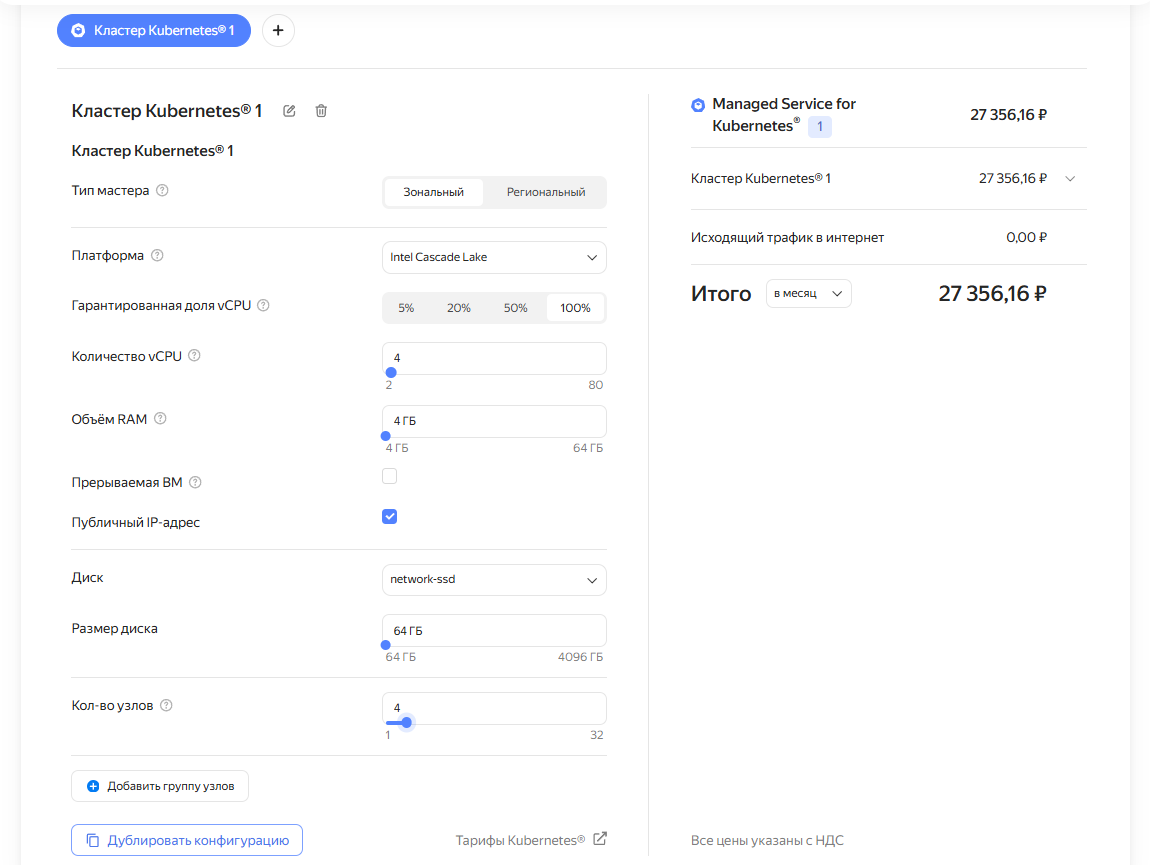 Кластер Kubernetes® 1
+
Кластер Kubernetes® 1
Кластер Kubernetes® 1
Тип мастера ?
Зональный Региональный
Платформа ?
Intel Cascade Lake
Гарантированная доля vCPU ?
5% 20% 50% 100%
Количество vCPU ?
4
2 80
Объём RAM ?
4 ГБ
4 ГБ 64 ГБ
Прерываемая ВМ ?
Публичный IP-адрес
Диск
network-ssd
Размер диска
64 ГБ
64 ГБ 4096 ГБ
Кол-во узлов ?
4
1 32
Добавить группу узлов
Дублировать конфигурацию
Тарифы Kubernetes®
Managed Service for
Kubernetes® 1
27 356,16 ₽
Кластер Kubernetes® 1 27 356,16 ₽
Исходящий трафик в интернет 0,00 ₽
Итого в месяц 27 356,16 ₽
Все цены указаны с НДС